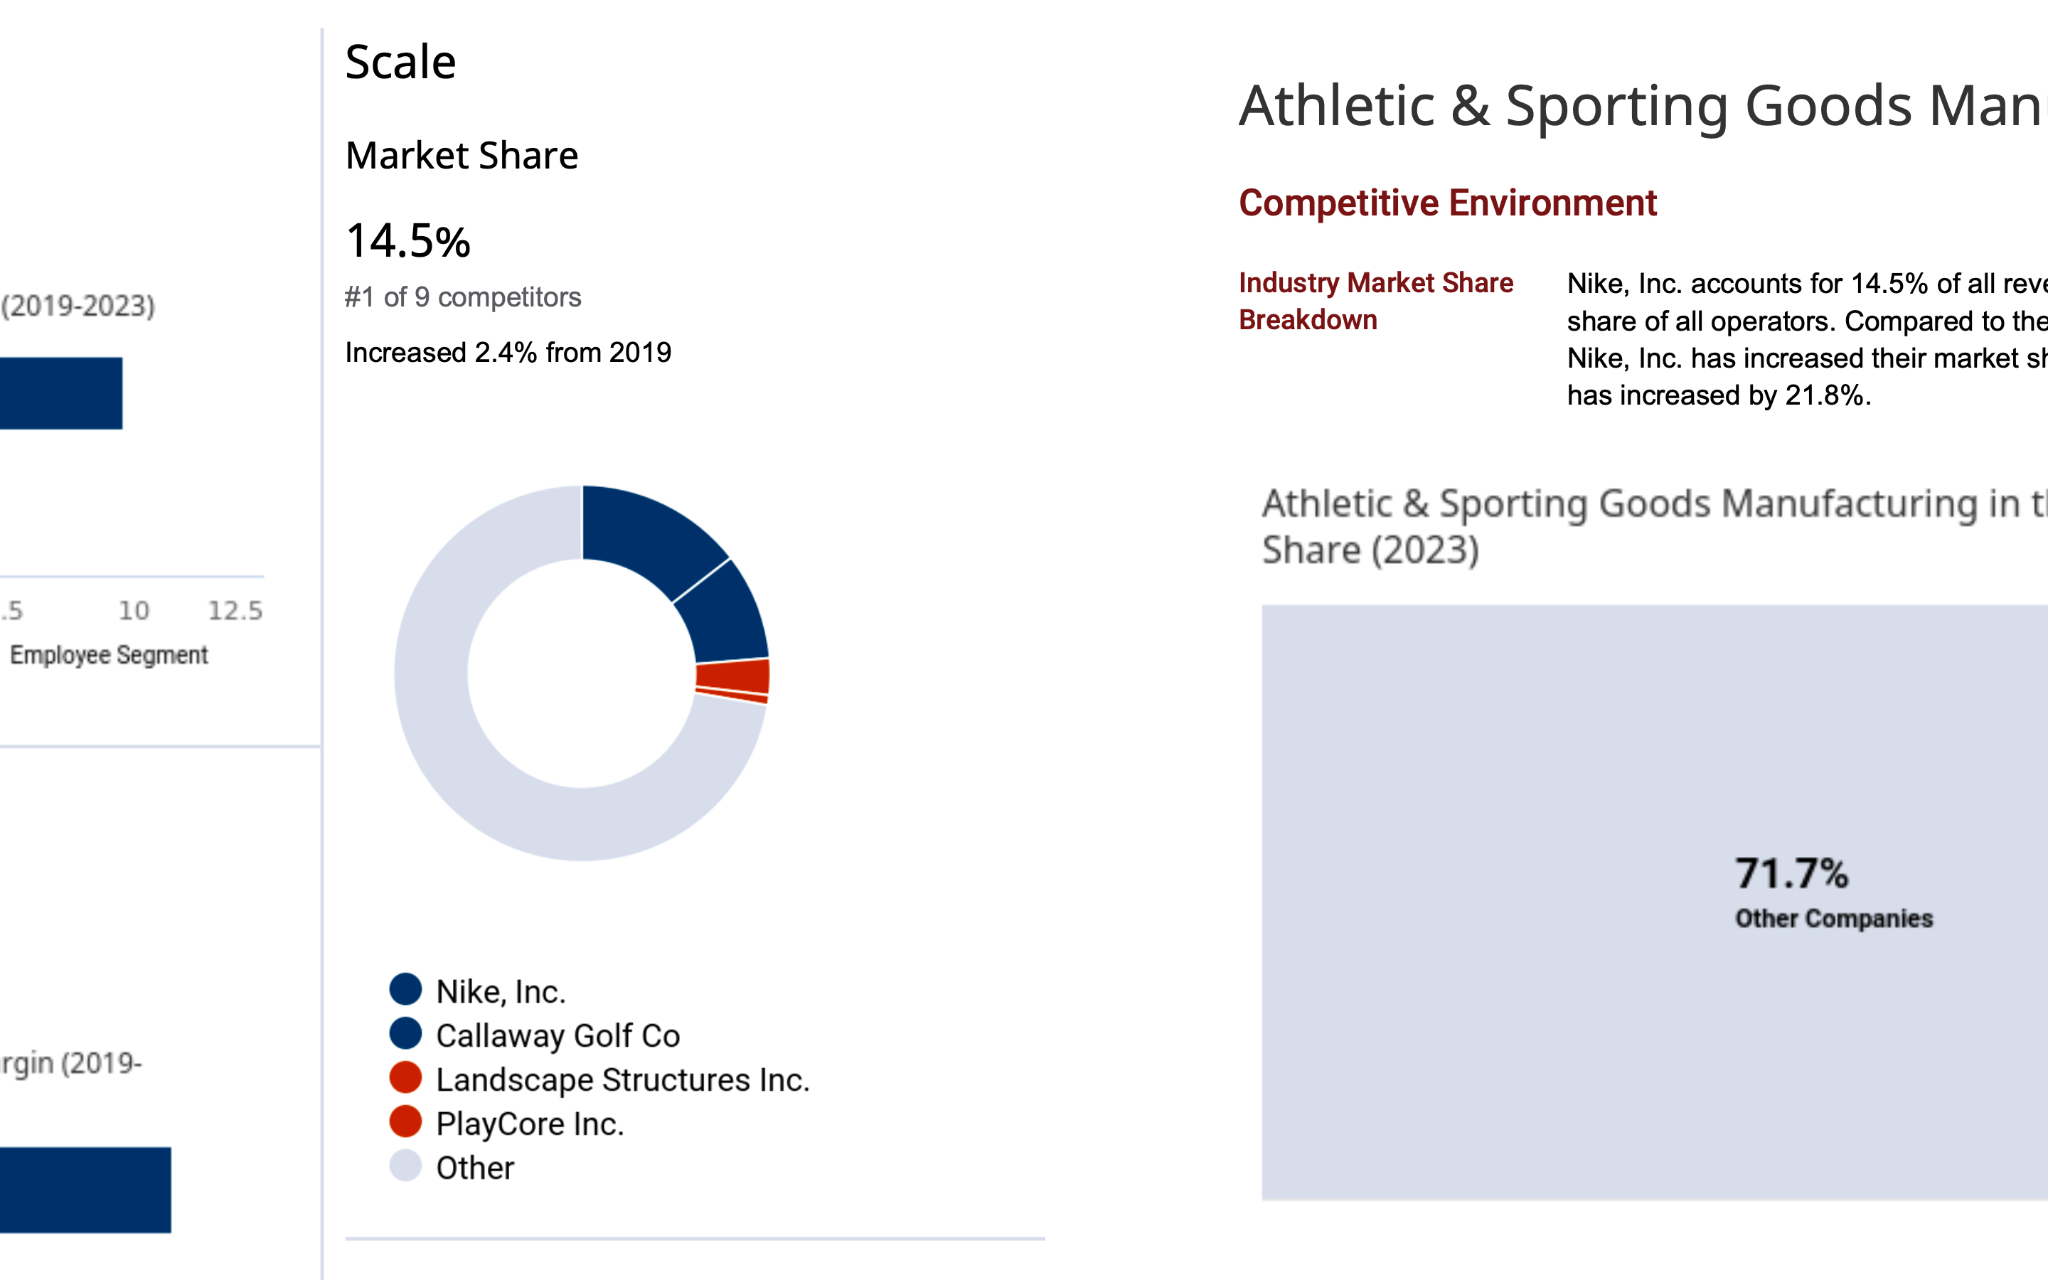 (2019-2023)
.5 10 12.5
Employee Segment
rgin (2019-
Scale
Market Share
14.5%
#1 of 9 competitors
Increased 2.4% from 2019
Nike, Inc.
Callaway Golf Co
Landscape Structures Inc.
PlayCore Inc.
Other
Athletic & Sporting Goods Man
Competitive Environment
Industry Market Share
Breakdown
Nike, Inc. accounts for 14.5% of all reve
share of all operators. Compared to the
Nike, Inc. has increased their market sh
has increased by 21.8%.
Athletic & Sporting Goods Manufacturing in t
Share (2023)
71.7%
Other Companies